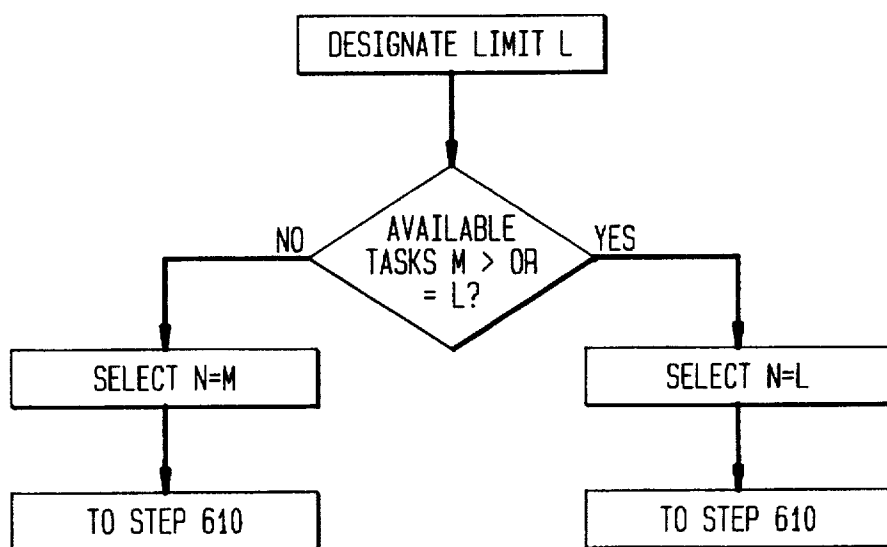 DESIGNATE LIMIT L
AVAILABLE
TASKS M > OR
= L?
NO
YES
SELECT N=M
SELECT N=L
TO STEP 610
TO STEP 610